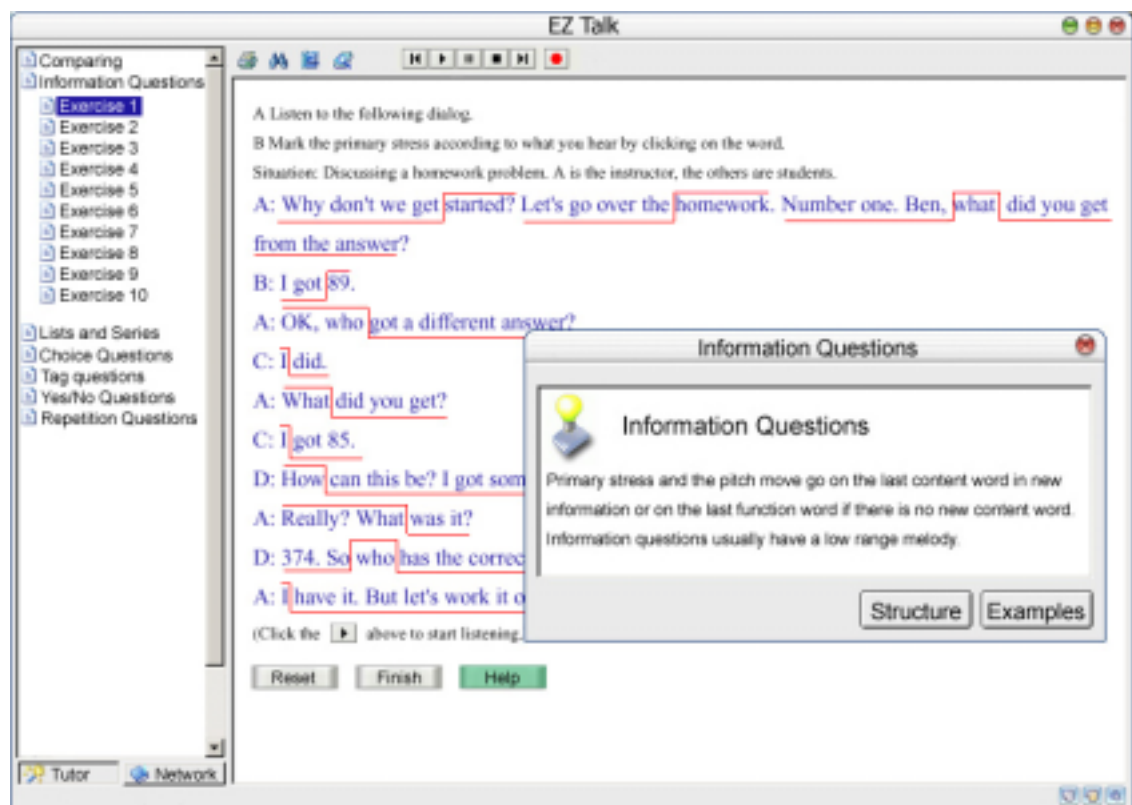 EZ Talk
Comparing
Information Questions
Exercise 1
Exercise 2
Exercise 3
Exercise 4
Exercise 5
Exercise 6
Exercise 7
Exercise 8
Exercise 9
Exercise 10
Lists and Series
Choice Questions
Tag questions
Yes/No Questions
Repetition Questions
Tutor
Network
A Listen to the following dialog.
B Mark the primary stress according to what you hear by clicking on the word.
Situation: Discussing a homework problem. A is the instructor, the others are students.
A: Why don't we get started? Let's go over the homework. Number one. Ben, what did you get
from the answer?
B: I got 89.
A: OK, who got a different answer?
C: I did.
A: What did you get?
C: I got 85.
D: How can this be? I got som
A: Really? What was it?
D: 374. So who has the correc
A: I have it. But let's work it o
(Click the above to start listening.
Reset
Finish
Help
Information Questions
Information Questions
Primary stress and the pitch move go on the last content word in new
information or on the last function word if there is no new content word.
Information questions usually have a low range melody.
Structure
Examples